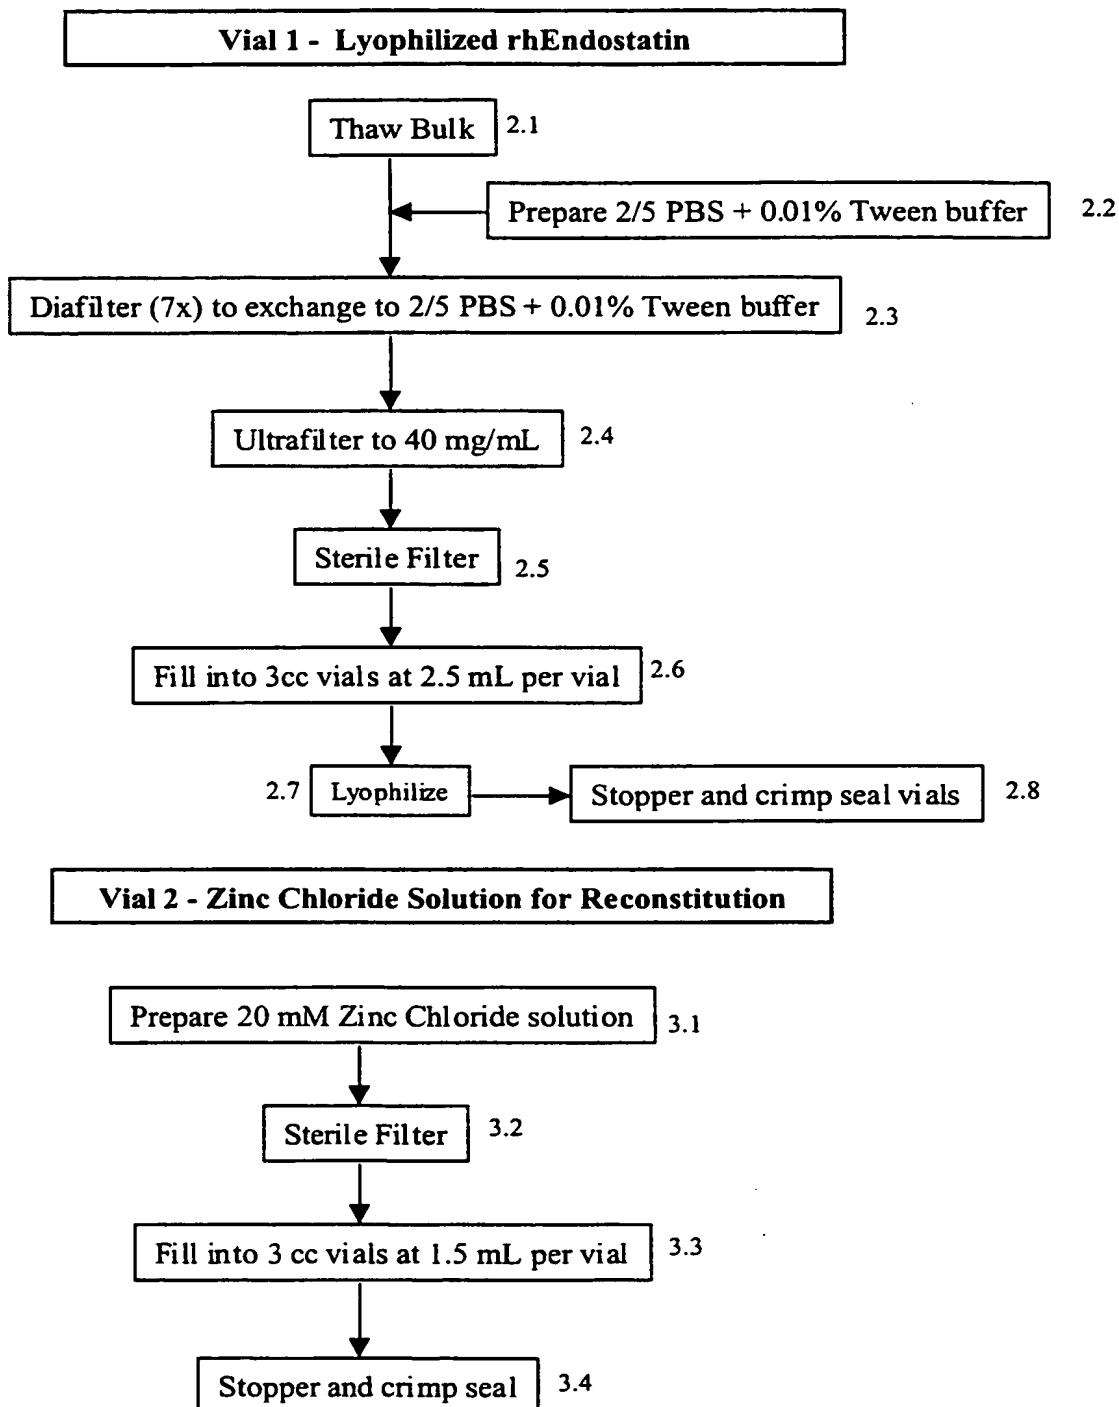 Vial 1 - Lyophilized rhEndostatin
Thaw Bulk 2.1
Prepare 2/5 PBS + 0.01% Tween buffer 2.2
Diafilter (7x) to exchange to 2/5 PBS + 0.01% Tween buffer 2.3
Ultrafilter to 40 mg/mL 2.4
Sterile Filter 2.5
Fill into 3cc vials at 2.5 mL per vial 2.6
2.7 Lyophilize Stopper and crimp seal vials 2.8
Vial 2 - Zinc Chloride Solution for Reconstitution
Prepare 20 mM Zinc Chloride solution 3.1
Sterile Filter 3.2
Fill into 3 cc vials at 1.5 mL per vial 3.3
Stopper and crimp seal 3.4